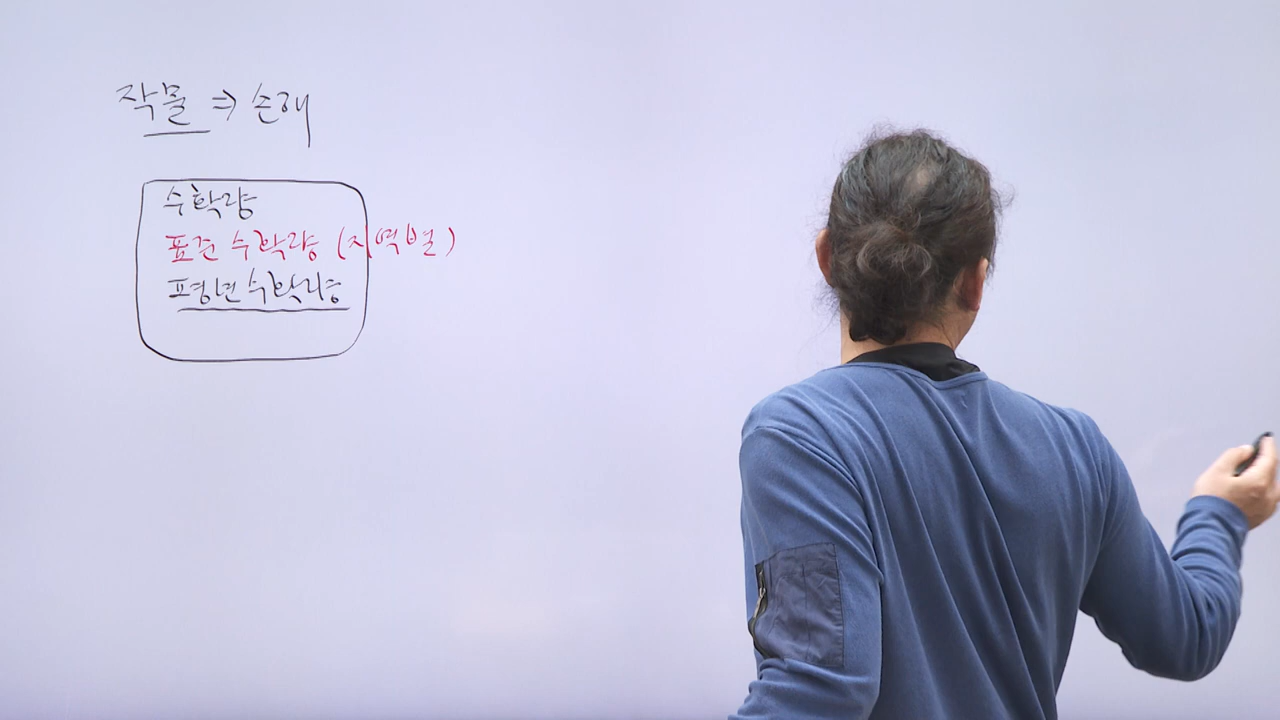 작물 ⇒ 손해
수확량
표준 수확량 (지역별)
평년 수확량